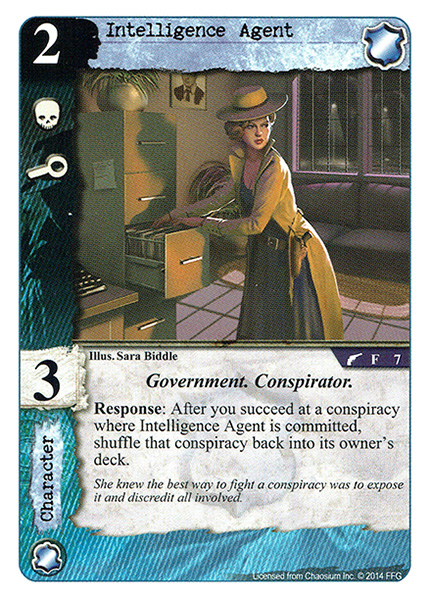 2
Intelligence Agent
Illus. Sara Biddle
F 7
3
Government. Conspirator.
Response: After you succeed at a conspiracy
where Intelligence Agent is committed,
shuffle that conspiracy back into its owner's
deck.
She knew the best way to fight a conspiracy was to expose
it and discredit all involved.
Character
Licensed from Chaosium Inc. © 2014 FFG